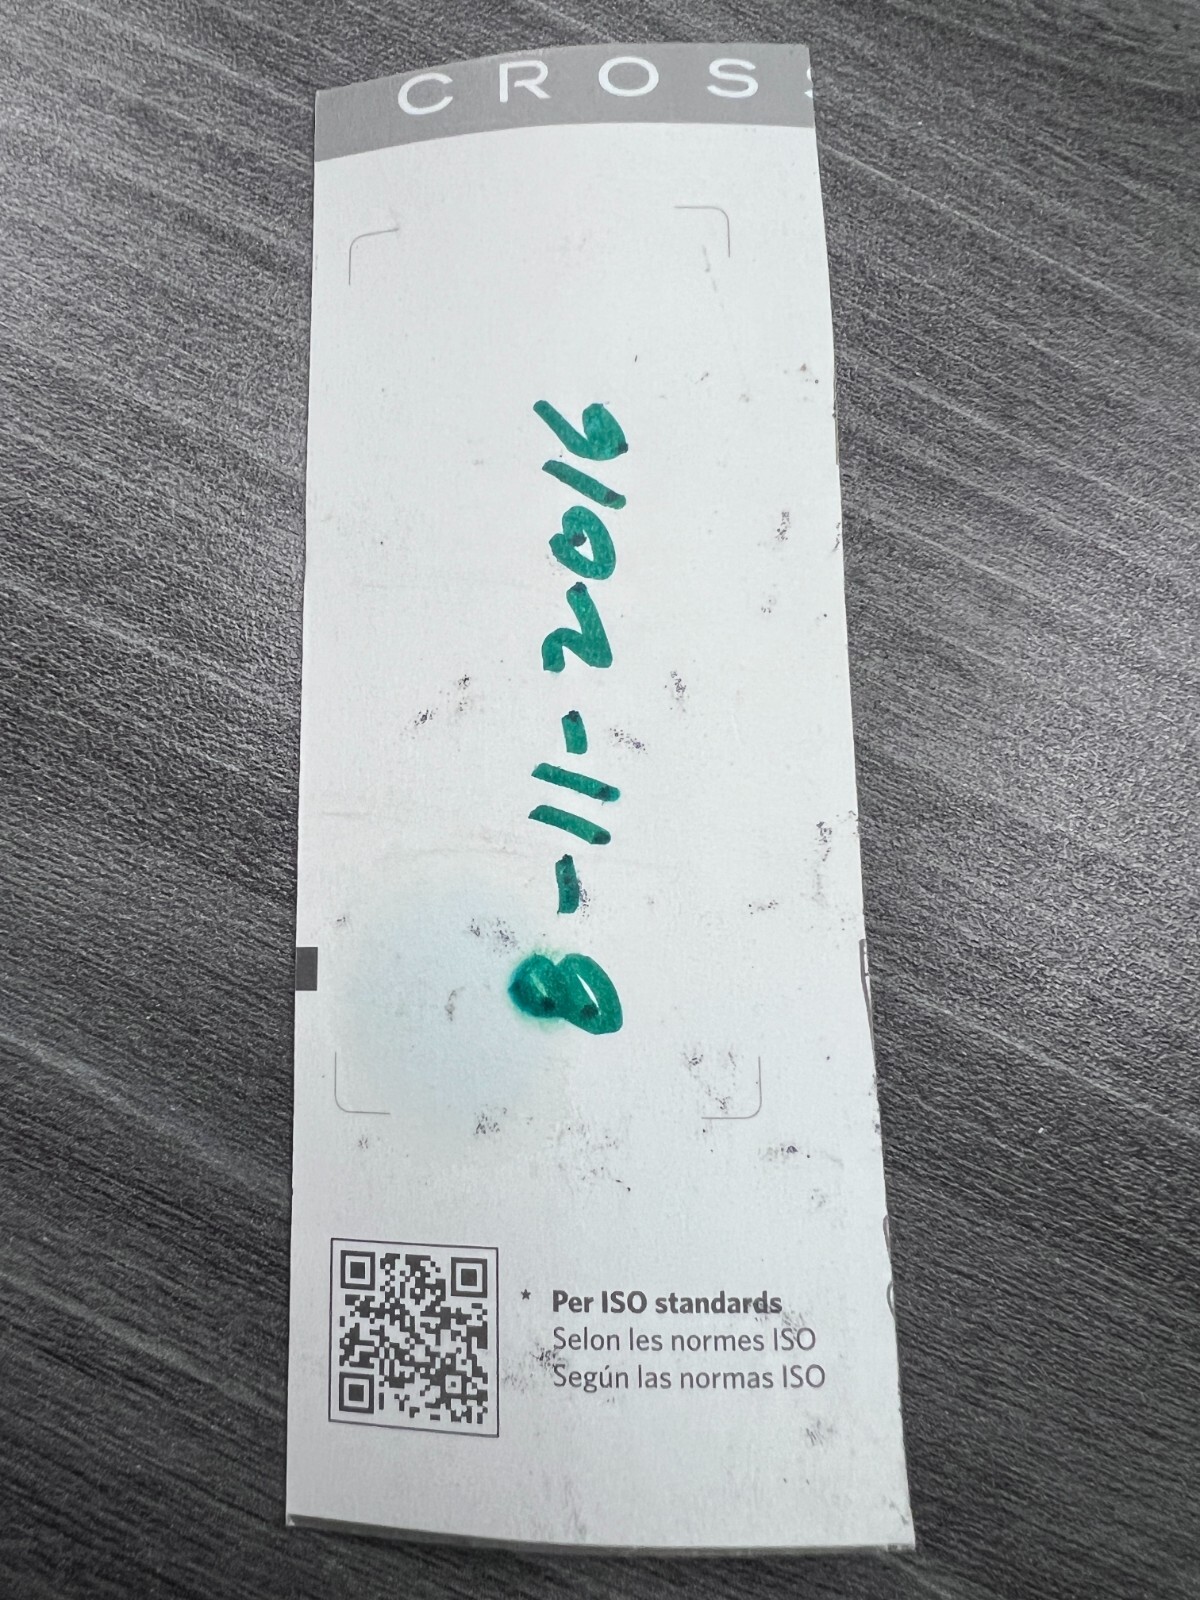 CROS
8-11-2016
* Per ISO standards
Selon les normes ISO
Según las normas ISO